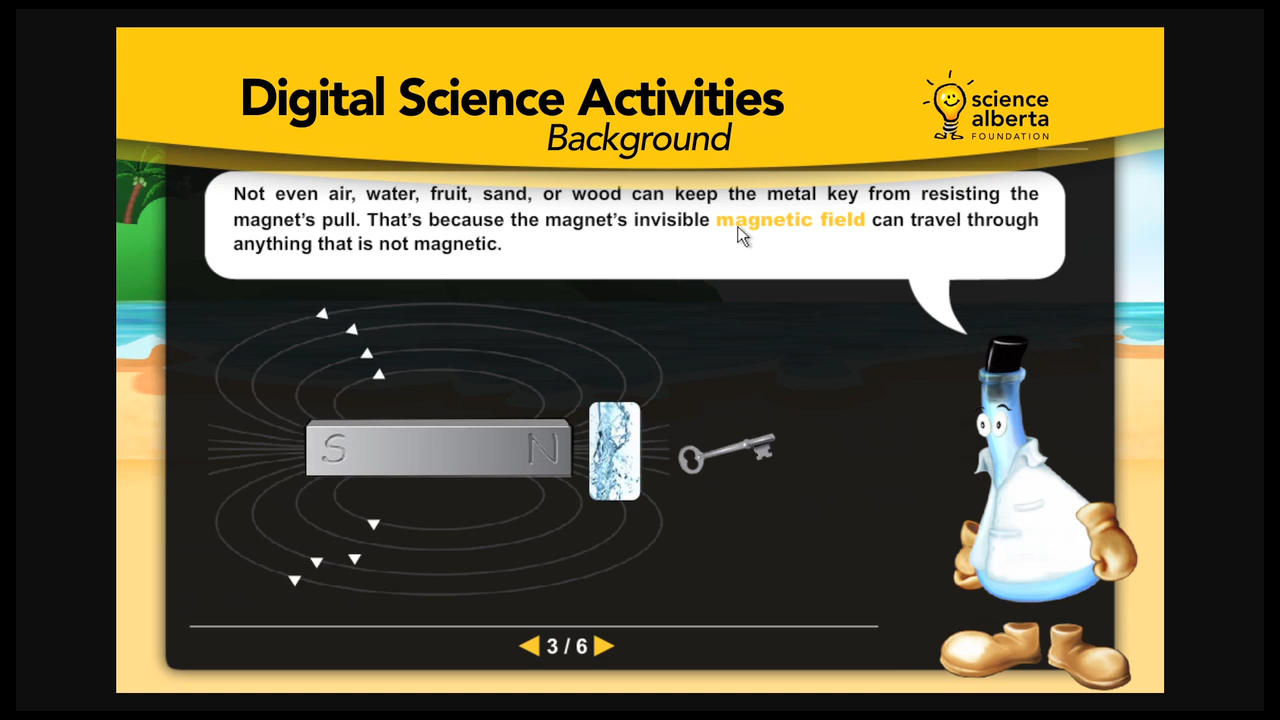 Digital Science Activities
Background
science
alberta
FOUNDATION
Not even air, water, fruit, sand, or wood can keep the metal key from resisting the
magnet's pull. That's because the magnet's invisible magnetic field can travel through
anything that is not magnetic.
S N
3 / 6